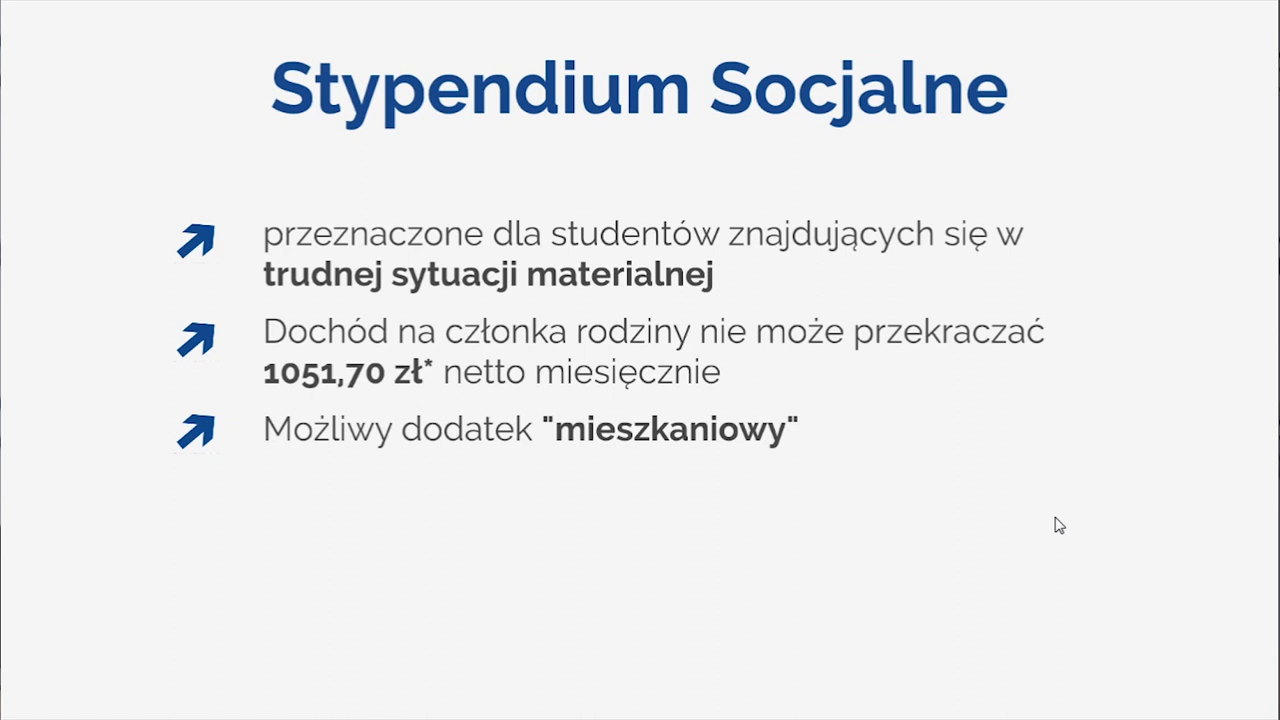 Stypendium Socjalne
przeznaczone dla studentów znajdujących się w
trudnej sytuacji materialnej
Dochód na członka rodziny nie może przekraczać
1051,70 zł* netto miesięcznie
Możliwy dodatek "mieszkaniowy"